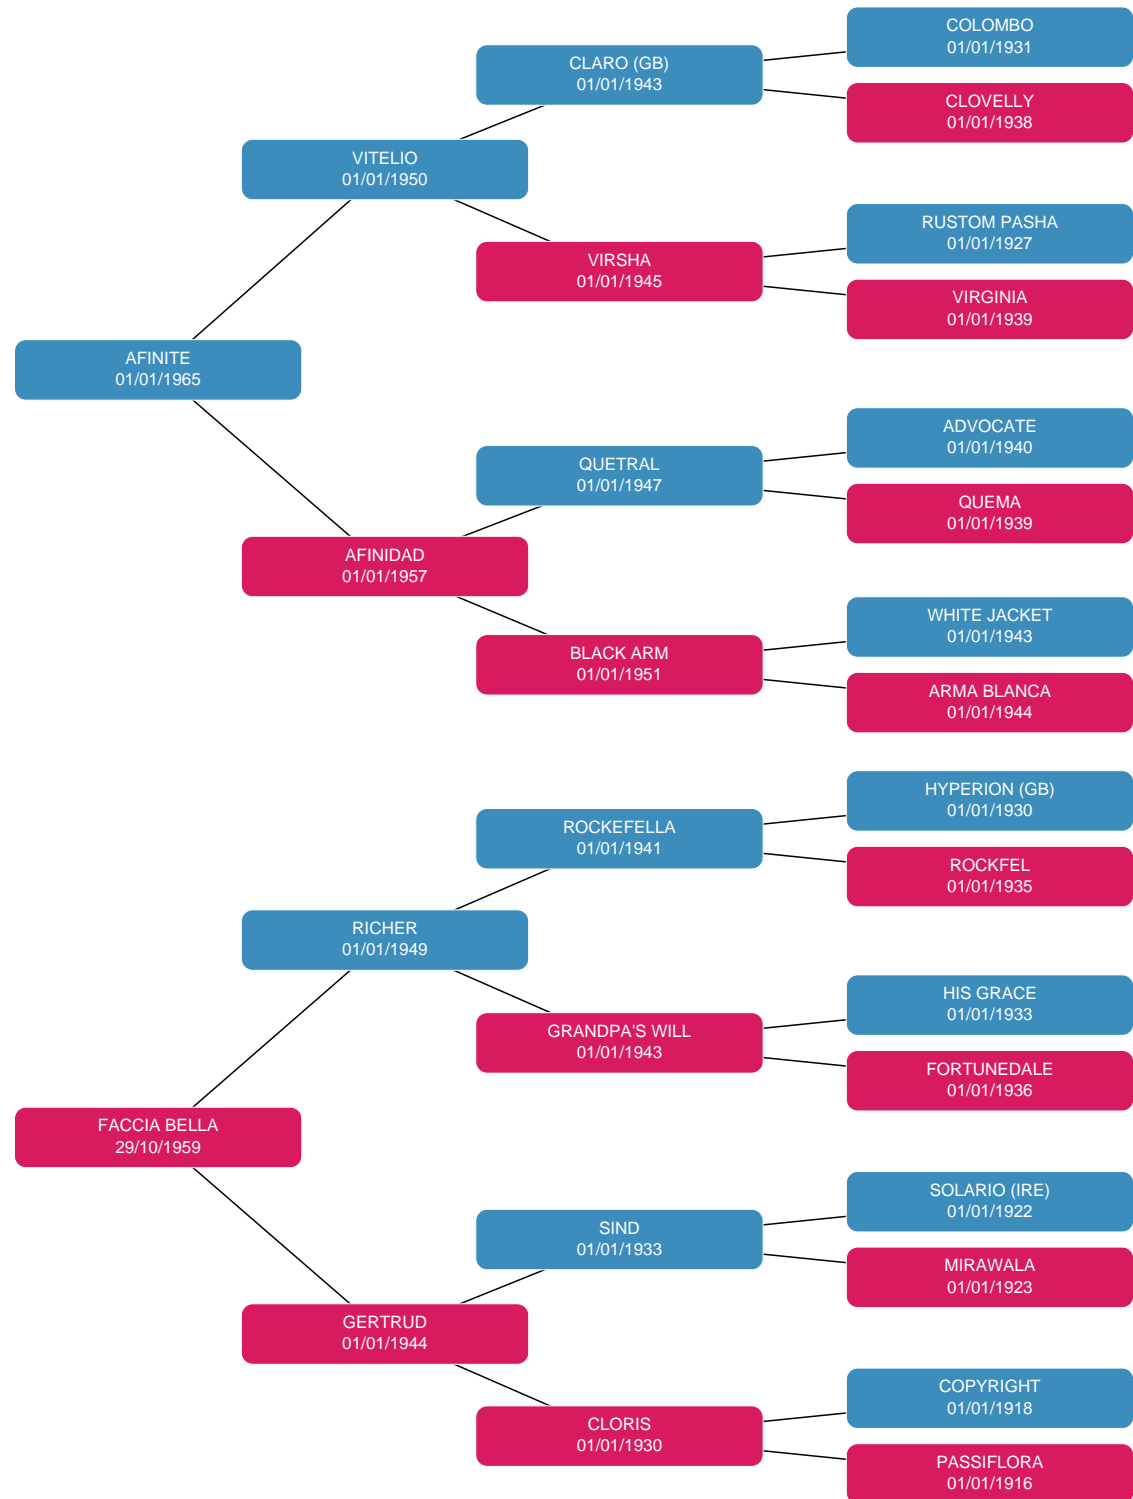 COLOMBO
01/01/1931
CLARO (GB)
01/01/1943
CLOVELLY
01/01/1938
VITELIO
01/01/1950
RUSTOM PASHA
01/01/1927
VIRSHA
01/01/1945
VIRGINIA
01/01/1939
AFINITE
01/01/1965
ADVOCATE
01/01/1940
QUETRAL
01/01/1947
QUEMA
01/01/1939
AFINIDAD
01/01/1957
WHITE JACKET
01/01/1943
BLACK ARM
01/01/1951
ARMA BLANCA
01/01/1944
HYPERION (GB)
01/01/1930
ROCKEFELLA
01/01/1941
ROCKFEL
01/01/1935
RICHER
01/01/1949
HIS GRACE
01/01/1933
GRANDPA'S WILL
01/01/1943
FORTUNEDALE
01/01/1936
FACCIA BELLA
29/10/1959
SOLARIO (IRE)
01/01/1922
SIND
01/01/1933
MIRAWALA
01/01/1923
GERTRUD
01/01/1944
COPYRIGHT
01/01/1918
CLORIS
01/01/1930
PASSIFLORA
01/01/1916